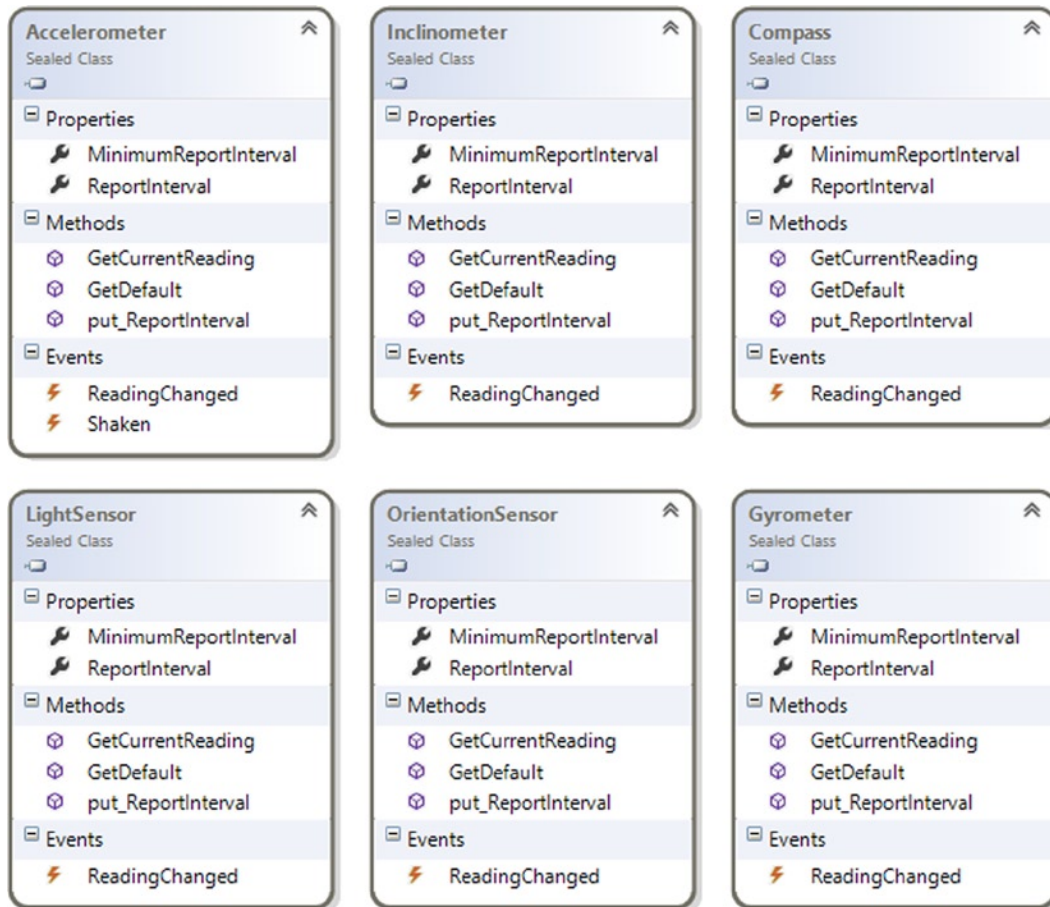 Accelerometer
Sealed Class
Properties
MinimumReportInterval
ReportInterval
Methods
GetCurrentReading
GetDefault
put_ReportInterval
Events
ReadingChanged
Shaken
Inclinometer
Sealed Class
Properties
MinimumReportInterval
ReportInterval
Methods
GetCurrentReading
GetDefault
put_ReportInterval
Events
ReadingChanged
Compass
Sealed Class
Properties
MinimumReportInterval
ReportInterval
Methods
GetCurrentReading
GetDefault
put_ReportInterval
Events
ReadingChanged
LightSensor
Sealed Class
Properties
MinimumReportInterval
ReportInterval
Methods
GetCurrentReading
GetDefault
put_ReportInterval
Events
ReadingChanged
OrientationSensor
Sealed Class
Properties
MinimumReportInterval
ReportInterval
Methods
GetCurrentReading
GetDefault
put_ReportInterval
Events
ReadingChanged
Gyrometer
Sealed Class
Properties
MinimumReportInterval
ReportInterval
Methods
GetCurrentReading
GetDefault
put_ReportInterval
Events
ReadingChanged